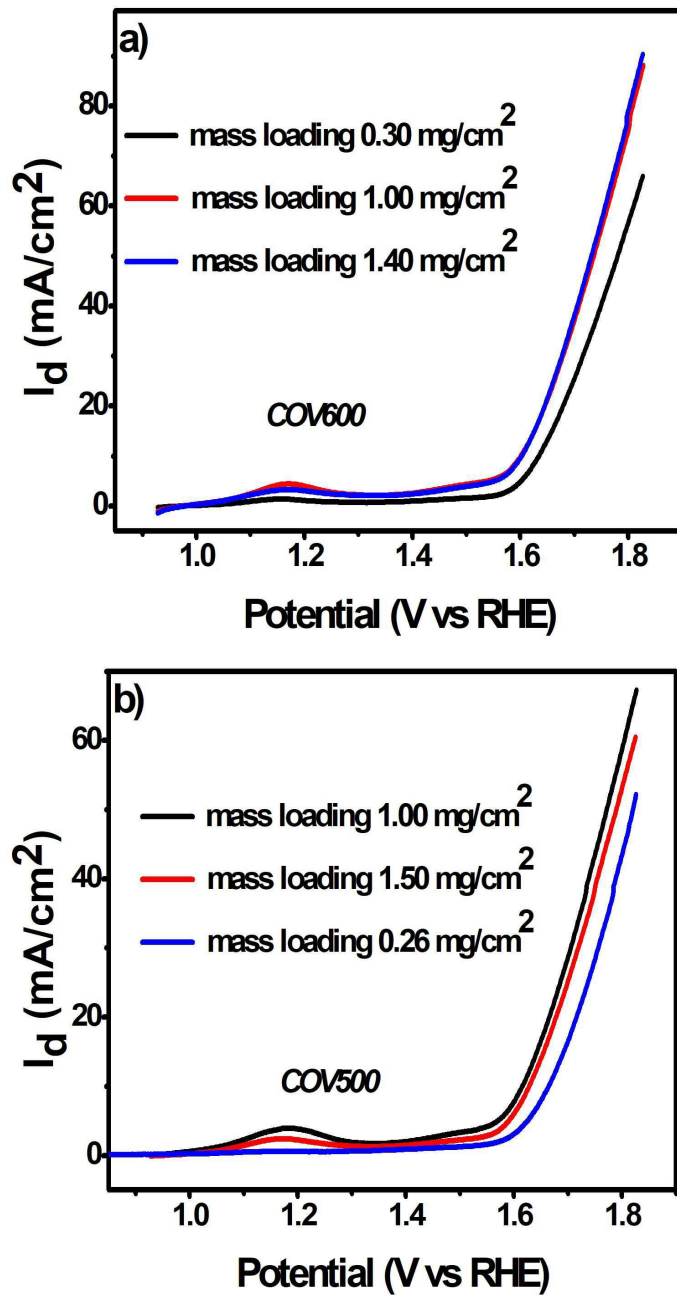 a)
80
60
40
20
0
I_d (mA/cm²)
mass loading 0.30 mg/cm²
mass loading 1.00 mg/cm²
mass loading 1.40 mg/cm²
COV600
1.0 1.2 1.4 1.6 1.8
Potential (V vs RHE)
b)
60
40
20
0
I_d (mA/cm²)
mass loading 1.00 mg/cm²
mass loading 1.50 mg/cm²
mass loading 0.26 mg/cm²
COV500
1.0 1.2 1.4 1.6 1.8
Potential (V vs RHE)